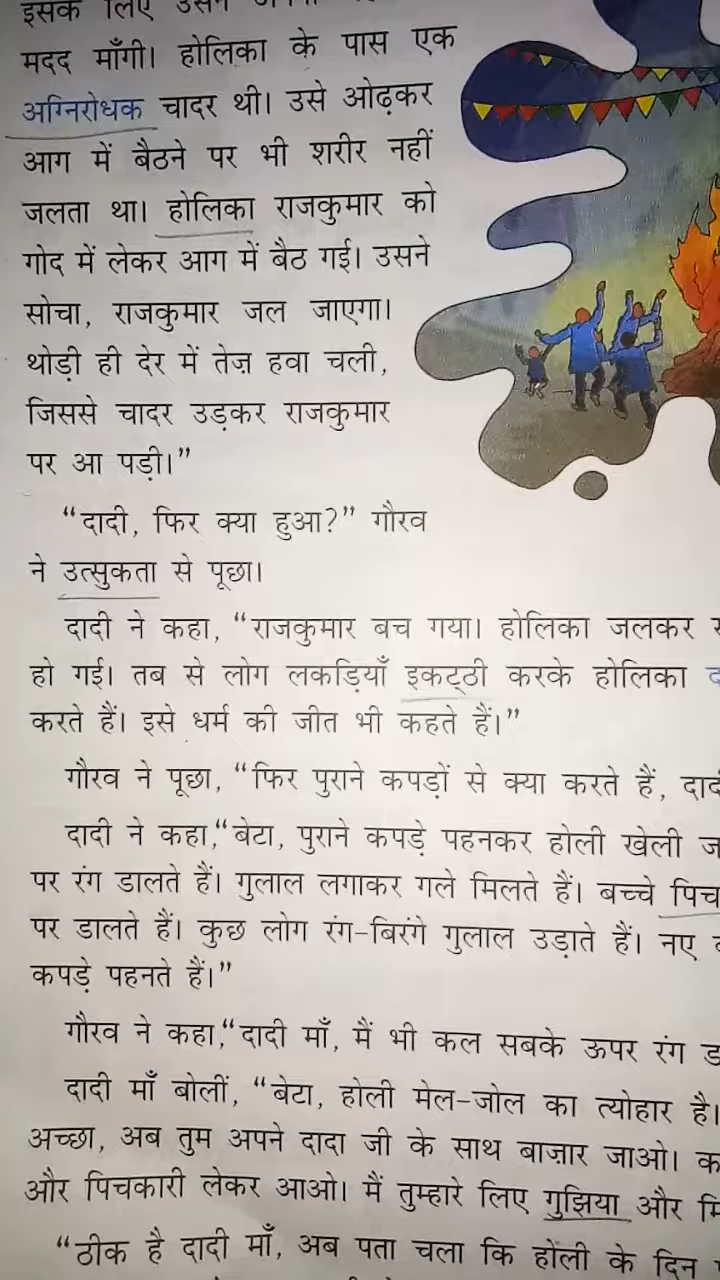 इसके लिए उसने
मदद माँगी। होलिका के पास एक
अग्निरोधक चादर थी। उसे ओढ़कर
आग में बैठने पर भी शरीर नहीं
जलता था। होलिका राजकुमार को
गोद में लेकर आग में बैठ गई। उसने
सोचा, राजकुमार जल जाएगा।
थोड़ी ही देर में तेज़ हवा चली,
जिससे चादर उड़कर राजकुमार
पर आ पड़ी।”
“दादी, फिर क्या हुआ?” गौरव
ने उत्सुकता से पूछा।
दादी ने कहा, “राजकुमार बच गया। होलिका जलकर
हो गई। तब से लोग लकड़ियाँ इकट्ठी करके होलिका
करते हैं। इसे धर्म की जीत भी कहते हैं।”
गौरव ने पूछा, “फिर पुराने कपड़ों से क्या करते हैं,
दादी ने कहा,“बेटा, पुराने कपड़े पहनकर होली खेली
पर रंग डालते हैं। गुलाल लगाकर गले मिलते हैं। बच्चे
पर डालते हैं। कुछ लोग रंग-बिरंगे गुलाल उड़ाते हैं। नए
कपड़े पहनते हैं।”
गौरव ने कहा,“दादी माँ, मैं भी कल सबके ऊपर रंग
दादी माँ बोलीं, “बेटा, होली मेल-जोल का त्योहार है।
अच्छा, अब तुम अपने दादा जी के साथ बाज़ार जाओ।
और पिचकारी लेकर आओ। मैं तुम्हारे लिए गुझिया और
“ठीक है दादी माँ, अब पता चला कि होली के दिन